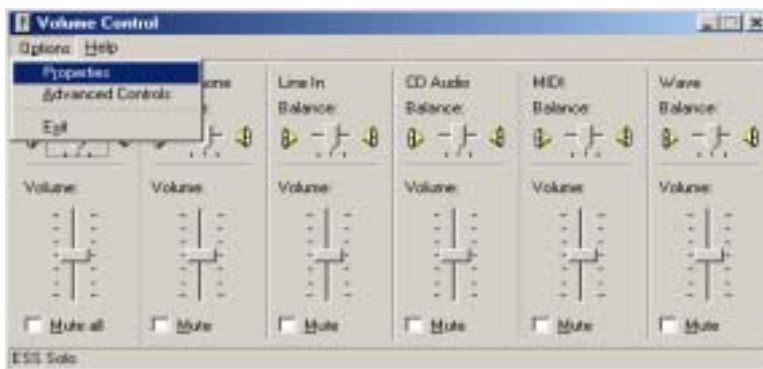 Volume Control
Options Help
Properties
Advanced Controls
Exit
Line In CD Audio MIDI Wave
Balance: Balance: Balance: Balance:
Volume: Volume: Volume: Volume: Volume: Volume:
Mute all Mute Mute Mute Mute Mute
ESS Solo